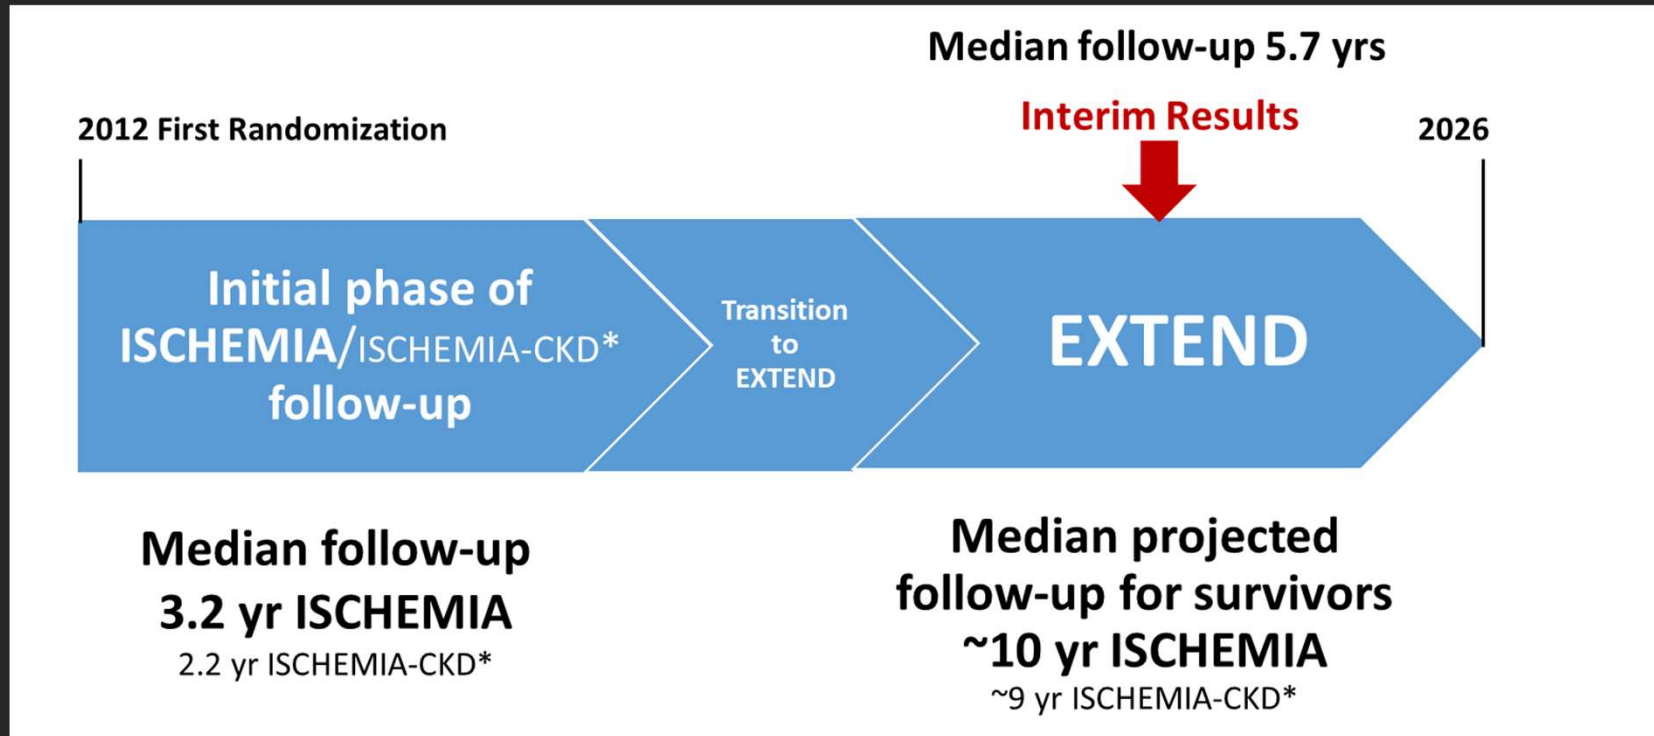 Median follow-up 5.7 yrs
Interim Results
2012 First Randomization
2026
Initial phase of
ISCHEMIA/ISCHEMIA-CKD*
follow-up
Transition
to
EXTEND
EXTEND
Median follow-up
3.2 yr ISCHEMIA
2.2 yr ISCHEMIA-CKD*
Median projected
follow-up for survivors
~10 yr ISCHEMIA
~9 yr ISCHEMIA-CKD*